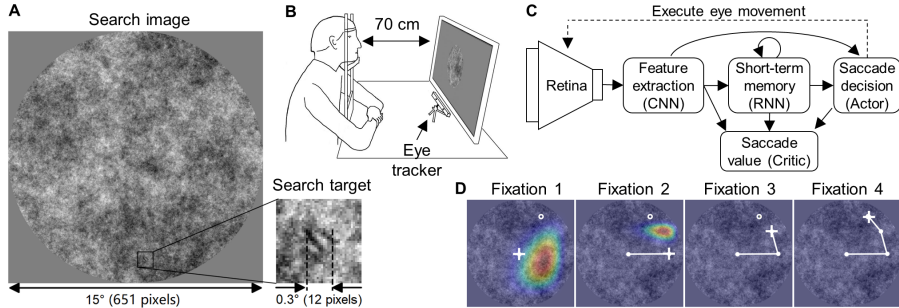 A
Search image
Search target
15° (651 pixels)
0.3° (12 pixels)
B
70 cm
Eye
tracker
C
Execute eye movement
Retina
Feature
extraction
(CNN)
Short-term
memory
(RNN)
Saccade
decision
(Actor)
Saccade
value (Critic)
D
Fixation 1
Fixation 2
Fixation 3
Fixation 4